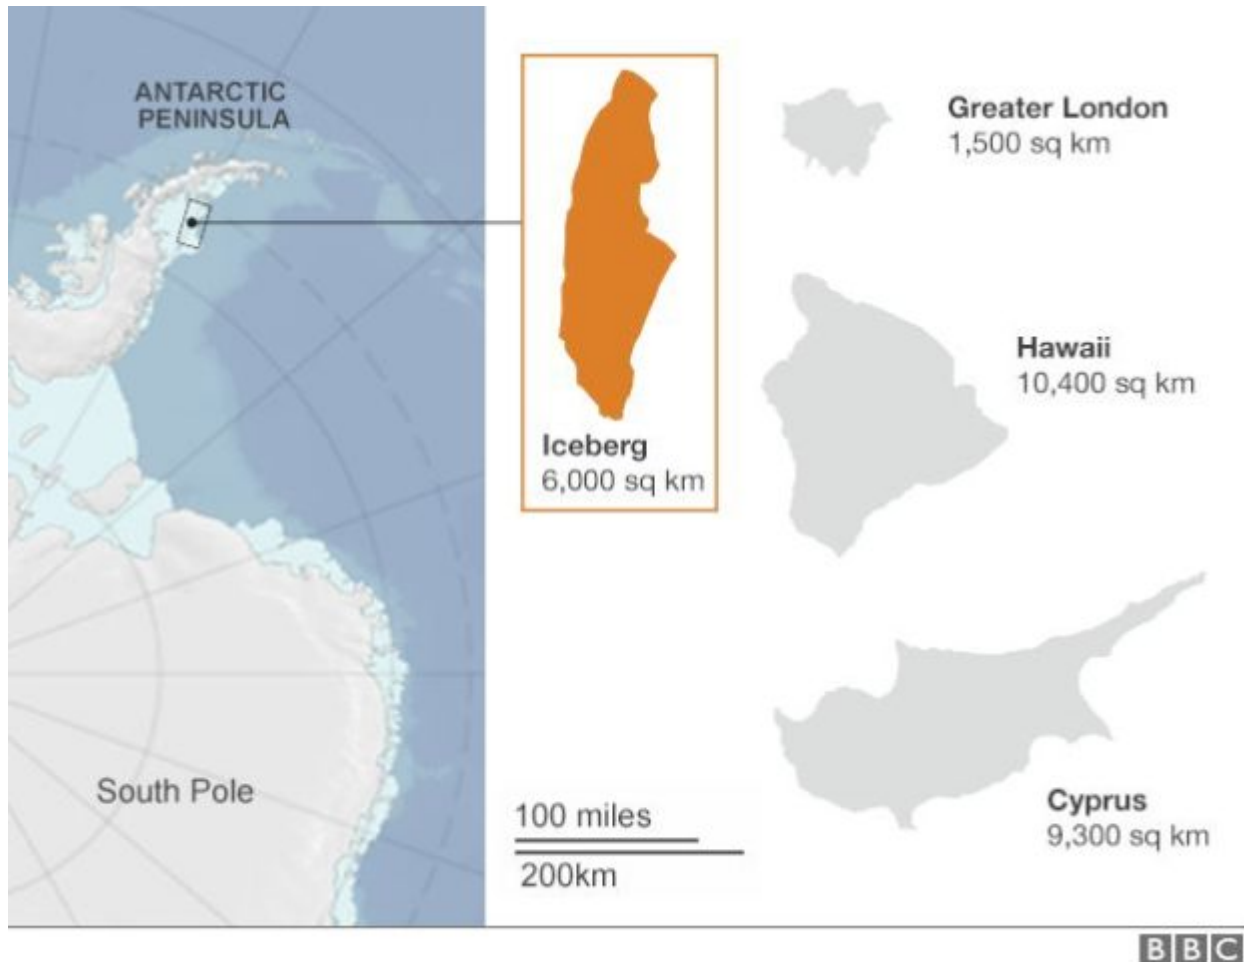 ANTARCTIC
PENINSULA
South Pole
Iceberg
6,000 sq km
Greater London
1,500 sq km
Hawaii
10,400 sq km
Cyprus
9,300 sq km
100 miles
200km
BBC